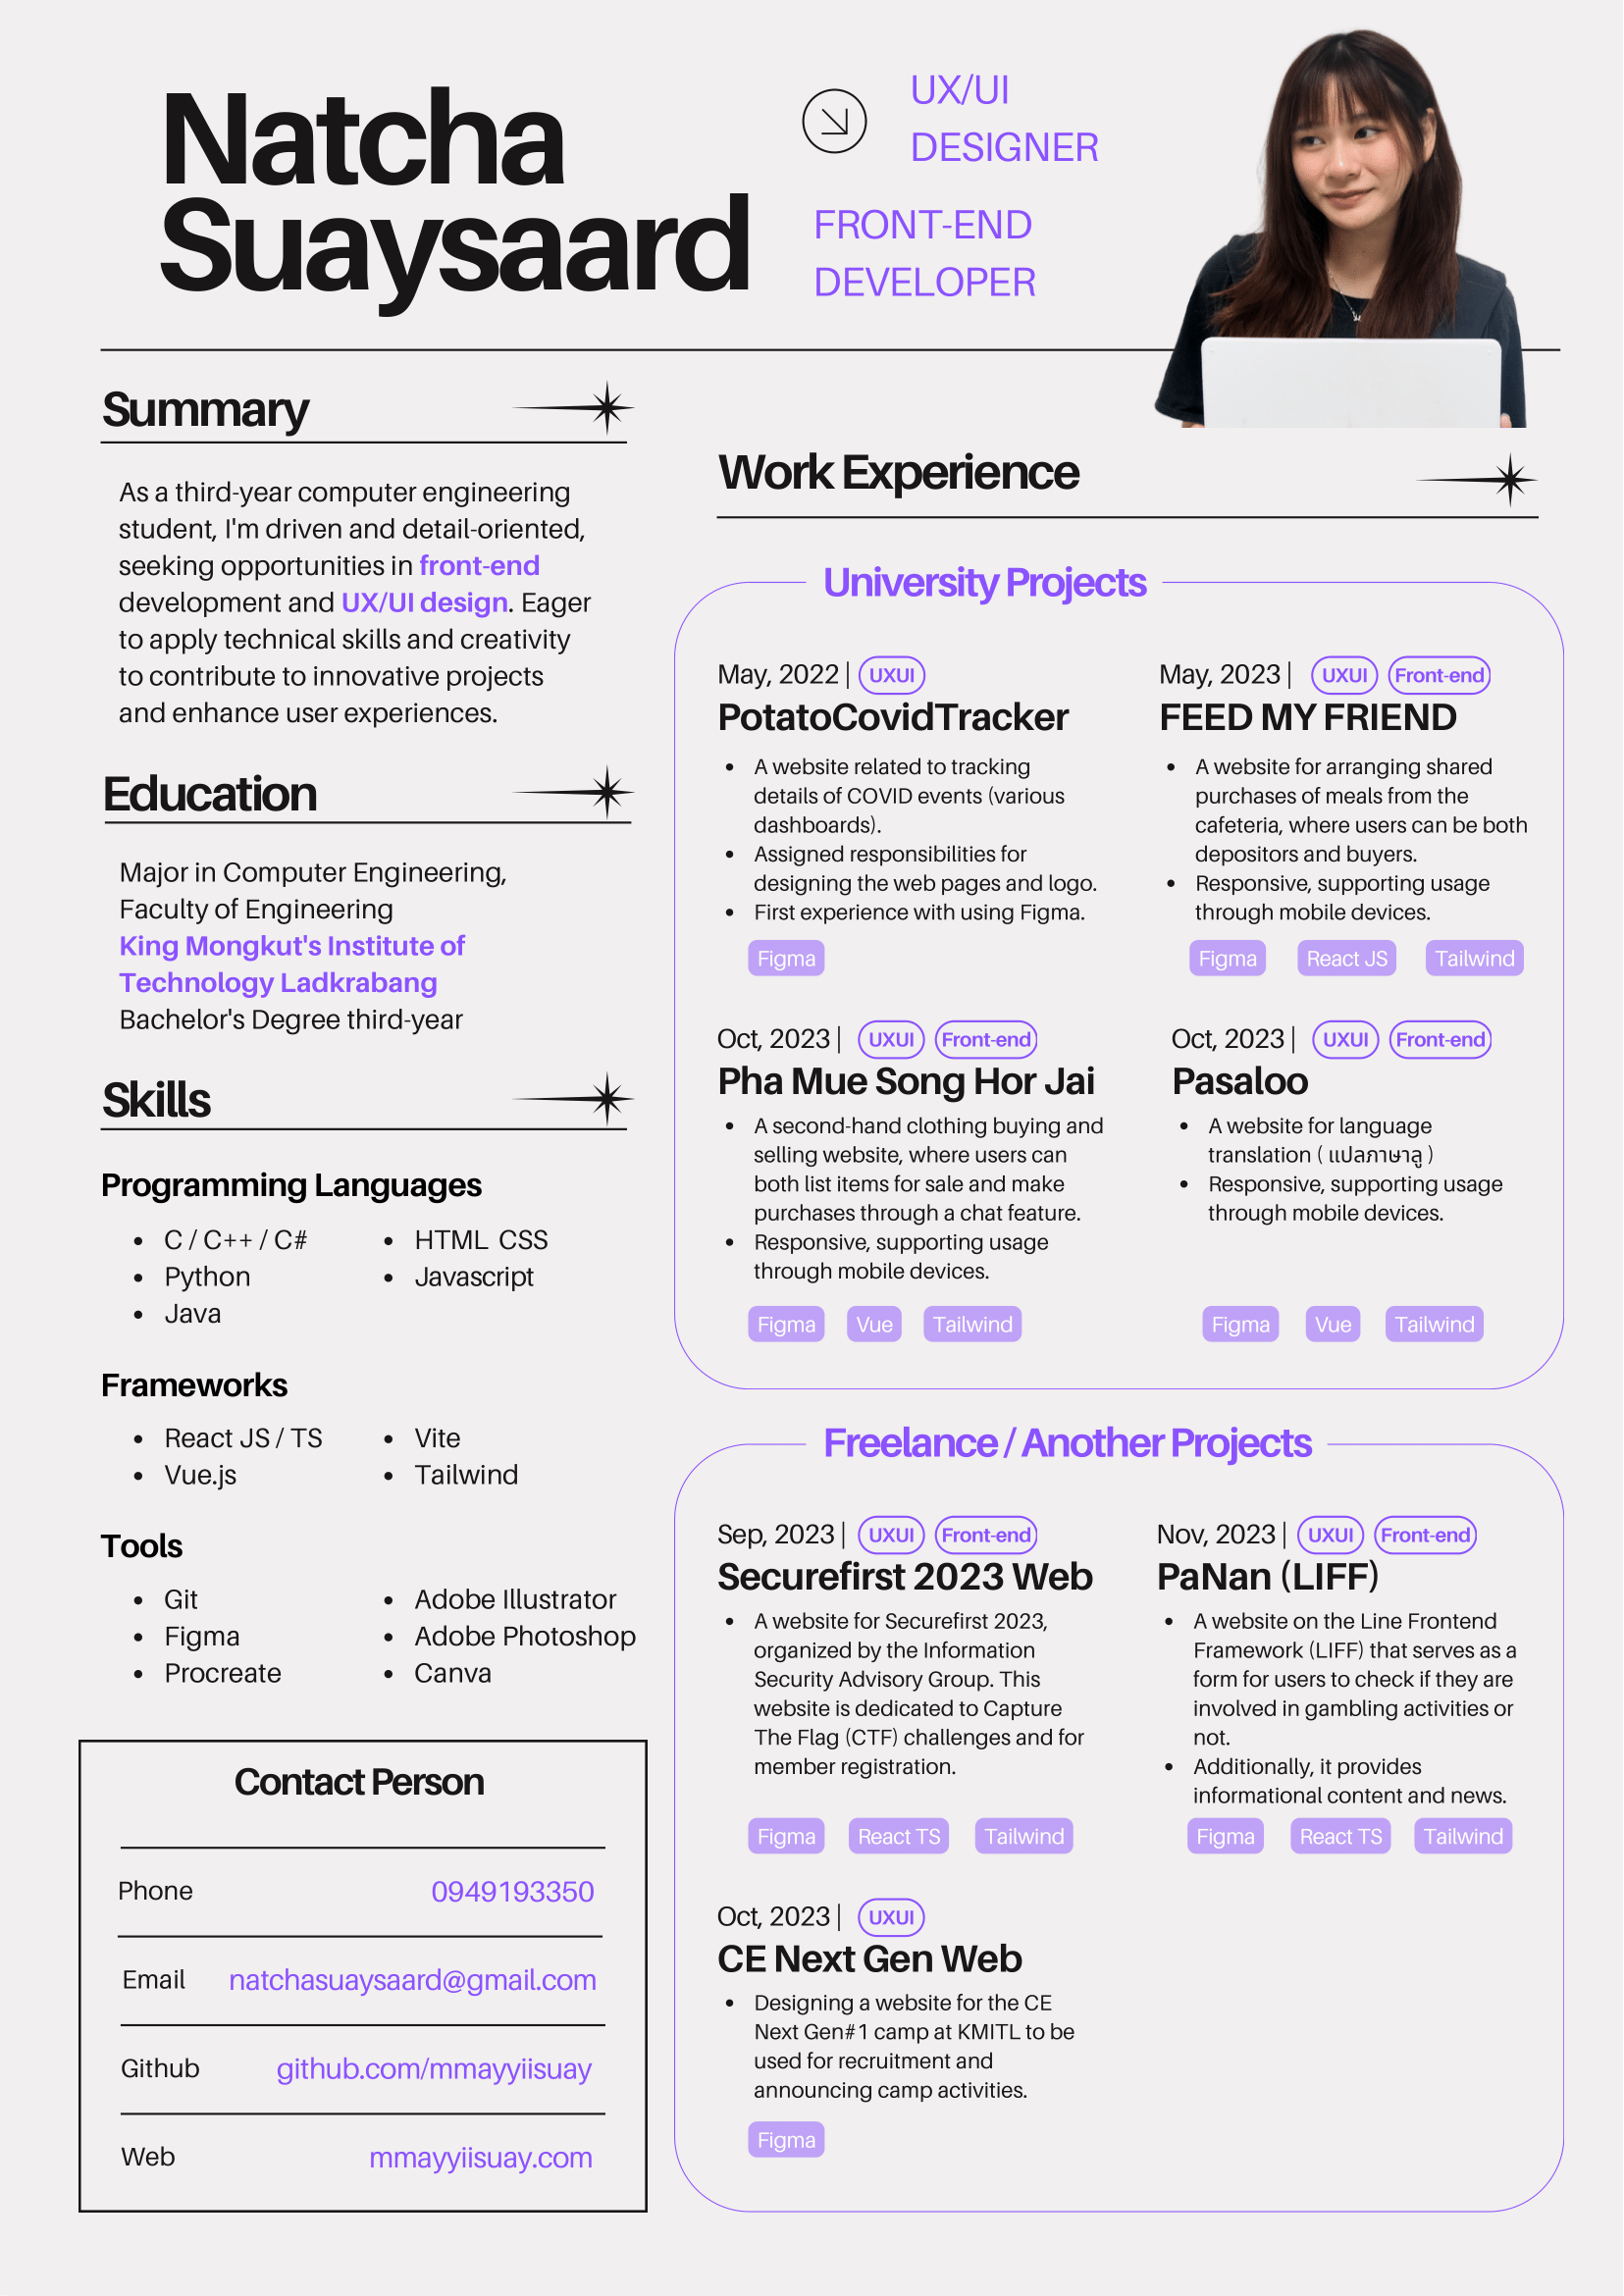 Natcha
Suaysaard
UX/UI
DESIGNER
FRONT-END
DEVELOPER
Summary
As a third-year computer engineering
student, I'm driven and detail-oriented,
seeking opportunities in front-end
development and UX/UI design. Eager
to apply technical skills and creativity
to contribute to innovative projects
and enhance user experiences.
Education
Major in Computer Engineering,
Faculty of Engineering
King Mongkut's Institute of
Technology Ladkrabang
Bachelor's Degree third-year
Skills
Programming Languages
• C / C++ / C#
• Python
• Java
• HTML CSS
• Javascript
Frameworks
• React JS / TS
• Vue.js
• Vite
• Tailwind
Tools
• Git
• Figma
• Procreate
• Adobe Illustrator
• Adobe Photoshop
• Canva
Contact Person
Phone 0949193350
Email natchasuaysaard@gmail.com
Github github.com/mmayyiisuay
Web mmayyiisuay.com
Work Experience
University Projects
May, 2022 | UXUI
PotatoCovidTracker
• A website related to tracking
details of COVID events (various
dashboards).
• Assigned responsibilities for
designing the web pages and logo.
• First experience with using Figma.
Figma
May, 2023 | UXUI Front-end
FEED MY FRIEND
• A website for arranging shared
purchases of meals from the
cafeteria, where users can be both
depositors and buyers.
• Responsive, supporting usage
through mobile devices.
Figma React JS Tailwind
Oct, 2023 | UXUI Front-end
Pha Mue Song Hor Jai
• A second-hand clothing buying and
selling website, where users can
both list items for sale and make
purchases through a chat feature.
• Responsive, supporting usage
through mobile devices.
Figma Vue Tailwind
Oct, 2023 | UXUI Front-end
Pasaloo
• A website for language
translation ( แปลภาษาลู )
• Responsive, supporting usage
through mobile devices.
Figma Vue Tailwind
Freelance / Another Projects
Sep, 2023 | UXUI Front-end
Securefirst 2023 Web
• A website for Securefirst 2023,
organized by the Information
Security Advisory Group. This
website is dedicated to Capture
The Flag (CTF) challenges and for
member registration.
Figma React TS Tailwind
Nov, 2023 | UXUI Front-end
PaNan (LIFF)
• A website on the Line Frontend
Framework (LIFF) that serves as a
form for users to check if they are
involved in gambling activities or
not.
• Additionally, it provides
informational content and news.
Figma React TS Tailwind
Oct, 2023 | UXUI
CE Next Gen Web
• Designing a website for the CE
Next Gen#1 camp at KMITL to be
used for recruitment and
announcing camp activities.
Figma